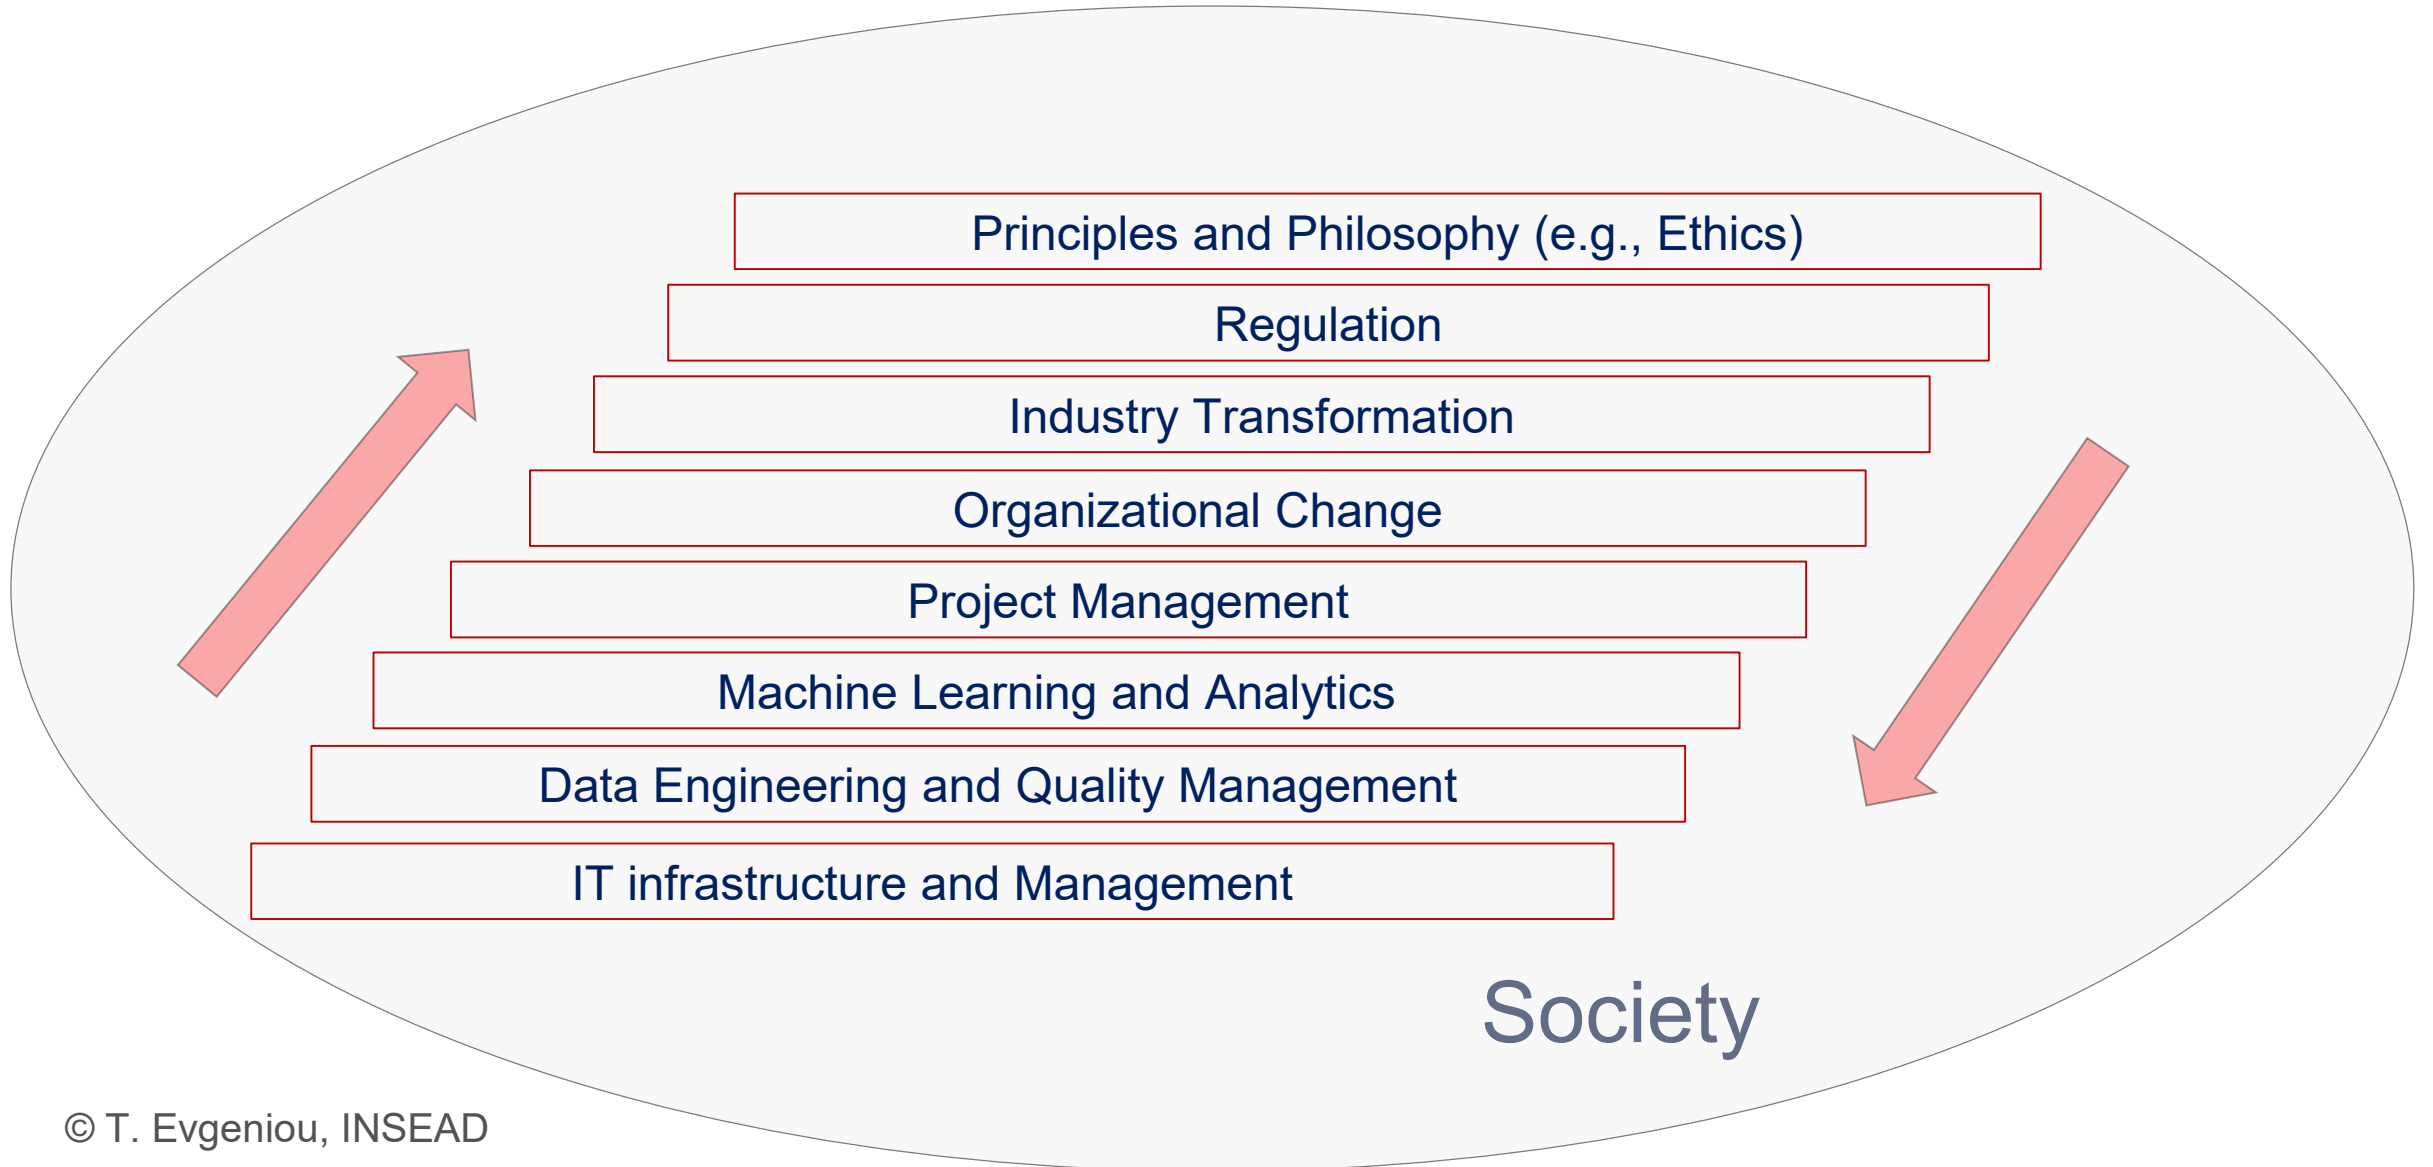 Principles and Philosophy (e.g., Ethics)
Regulation
Industry Transformation
Organizational Change
Project Management
Machine Learning and Analytics
Data Engineering and Quality Management
IT infrastructure and Management
Society
© T. Evgeniou, INSEAD